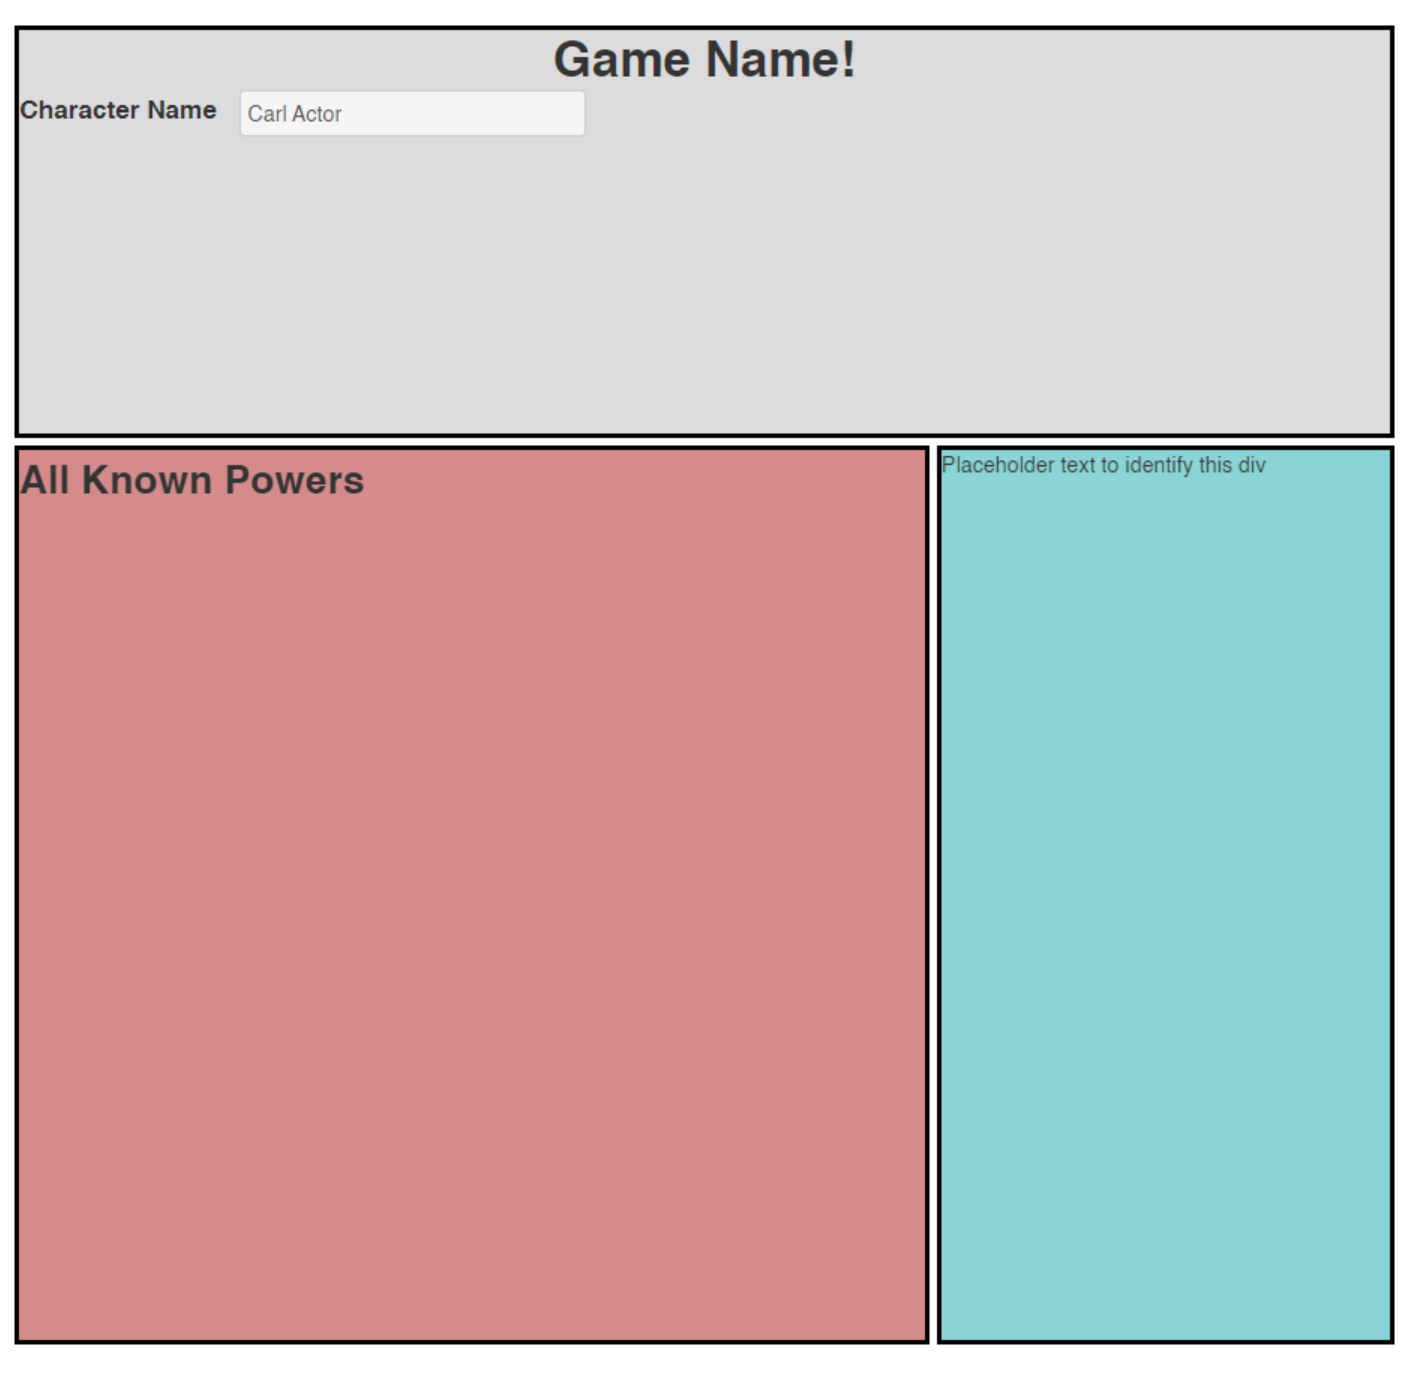 Game Name!
Character Name Carl Actor
All Known Powers
Placeholder text to identify this div